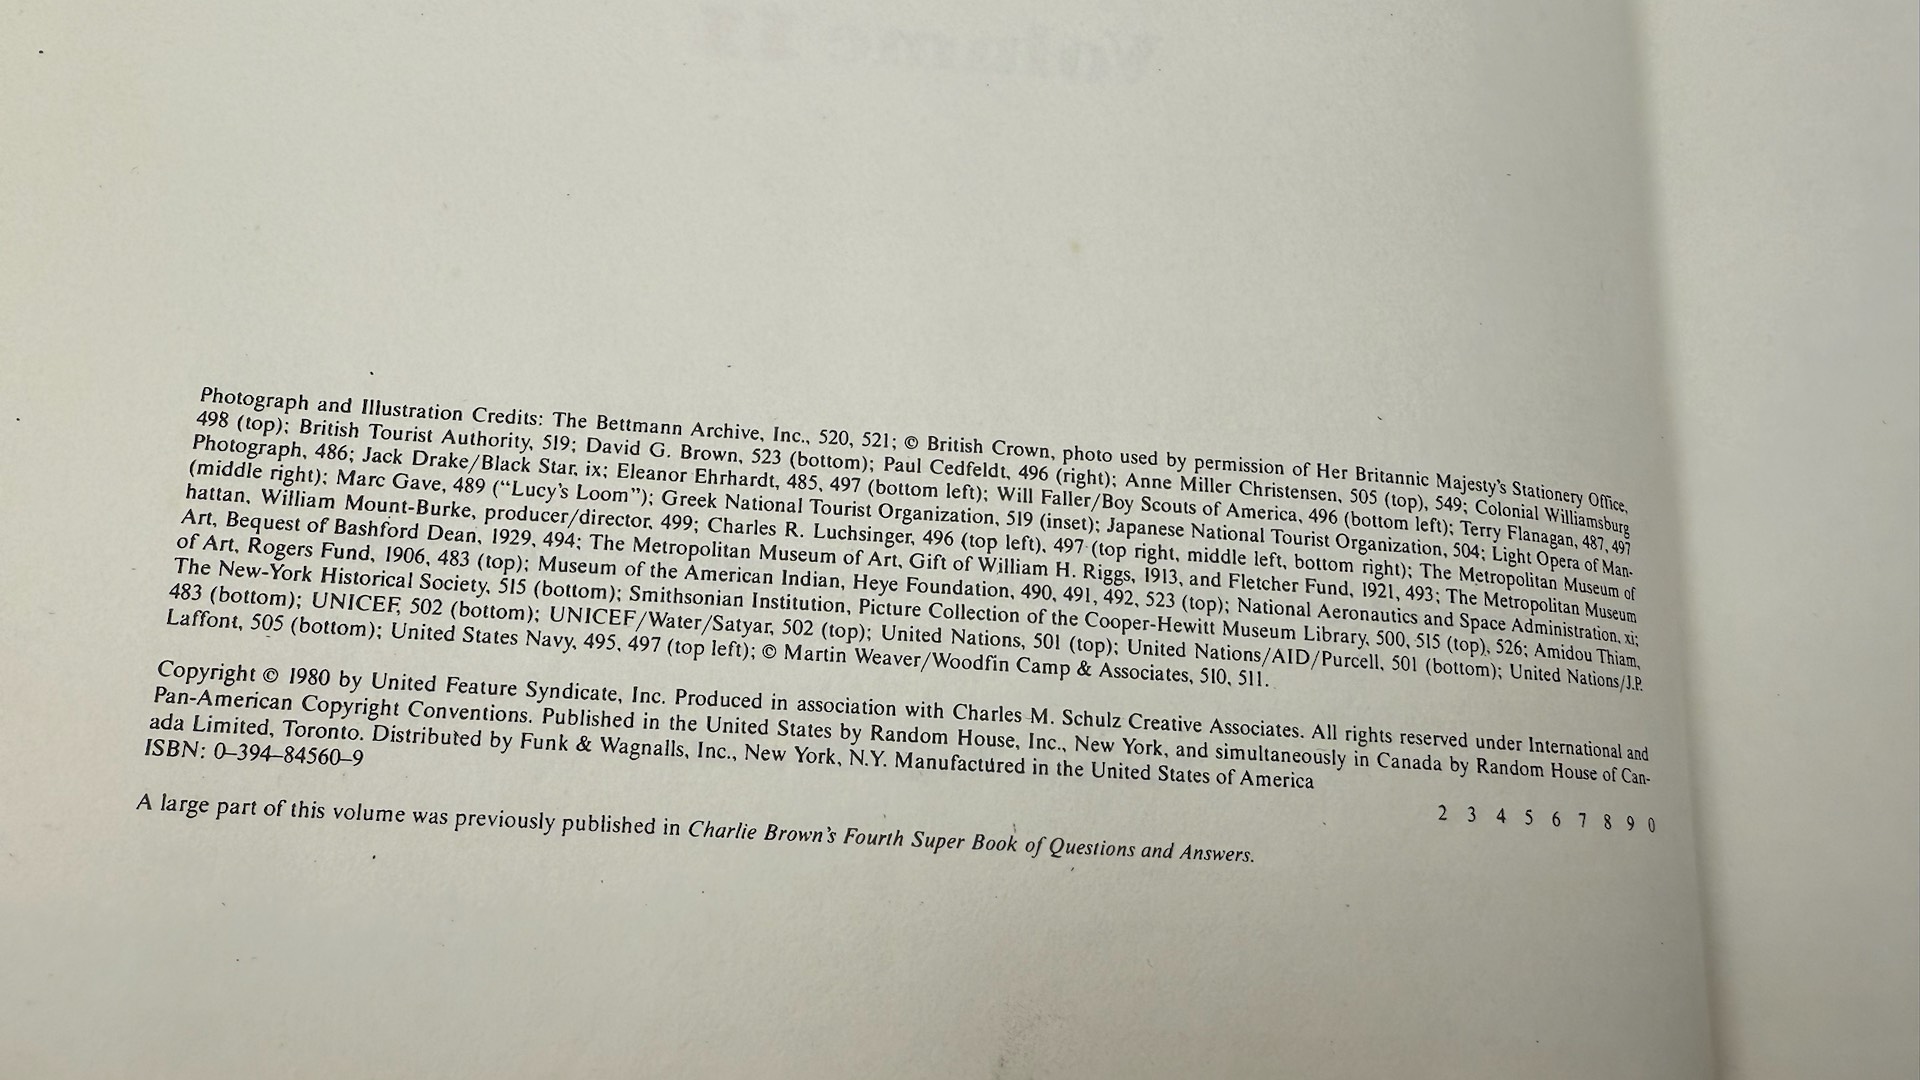 Photograph and Illustration Credits: The Bettmann Archive, Inc., 520, 521; © British Crown, photo used by permission of Her Britannic Majesty's Stationery Office,
498 (top); British Tourist Authority, 519; David G. Brown, 523 (bottom); Paul Cedfeldt, 496 (right); Anne Miller Christensen, 505 (top), 549; Colonial Williamsburg
Photograph, 486; Jack Drake/Black Star, ix; Eleanor Ehrhardt, 485, 497 (bottom left); Will Faller/Boy Scouts of America, 496 (bottom left); Terry Flanagan, 487, 497
(middle right); Marc Gave, 489 (“Lucy's Loom”); Greek National Tourist Organization, 519 (inset); Japanese National Tourist Organization, 504; Light Opera of Man-
hattan, William Mount-Burke, producer/director, 499; Charles R. Luchsinger, 496 (top left), 497 (top right, middle left, bottom right); The Metropolitan Museum of
Art, Bequest of Bashford Dean, 1929, 494; The Metropolitan Museum of Art, Gift of William H. Riggs, 1913, and Fletcher Fund, 1921, 493; The Metropolitan Museum
of Art, Rogers Fund, 1906, 483 (top); Museum of the American Indian, Heye Foundation, 490, 491, 492, 523 (top); National Aeronautics and Space Administration, xi;
The New-York Historical Society, 515 (bottom); Smithsonian Institution, Picture Collection of the Cooper-Hewitt Museum Library, 500, 515 (top), 526; Amidou Thiam,
483 (bottom); UNICEF, 502 (bottom); UNICEF/Water/Satyar, 502 (top); United Nations, 501 (top); United Nations/AID/Purcell, 501 (bottom); United Nations/J.P.
Laffont, 505 (bottom); United States Navy, 495, 497 (top left); © Martin Weaver/Woodfin Camp & Associates, 510, 511.
Copyright © 1980 by United Feature Syndicate, Inc. Produced in association with Charles M. Schulz Creative Associates. All rights reserved under International and
Pan-American Copyright Conventions. Published in the United States by Random House, Inc., New York, and simultaneously in Canada by Random House of Can-
ada Limited, Toronto. Distributed by Funk & Wagnalls, Inc., New York, N.Y. Manufactured in the United States of America
ISBN: 0–394–84560–9
2 3 4 5 6 7 8 9 0
A large part of this volume was previously published in Charlie Brown's Fourth Super Book of Questions and Answers.